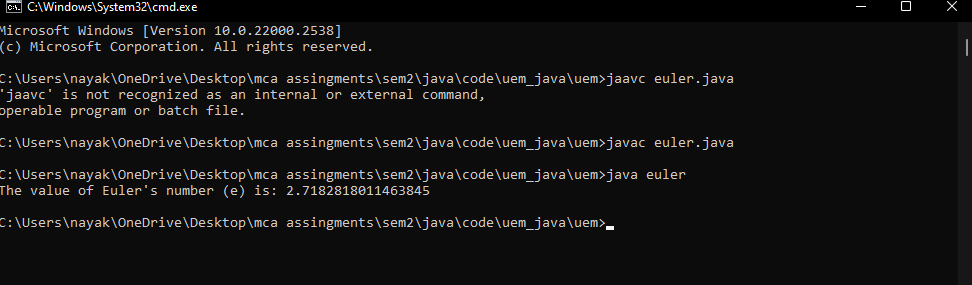 C:\Windows\System32\cmd.exe
Microsoft Windows [Version 10.0.22000.2538]
(c) Microsoft Corporation. All rights reserved.
C:\Users\nayak\OneDrive\Desktop\mca assingments\sem2\java\code\uem_java\uem>jaavc euler.java
'jaavc' is not recognized as an internal or external command,
operable program or batch file.
C:\Users\nayak\OneDrive\Desktop\mca assingments\sem2\java\code\uem_java\uem>javac euler.java
C:\Users\nayak\OneDrive\Desktop\mca assingments\sem2\java\code\uem_java\uem>java euler
The value of Euler's number (e) is: 2.7182818011463845
C:\Users\nayak\OneDrive\Desktop\mca assingments\sem2\java\code\uem_java\uem>